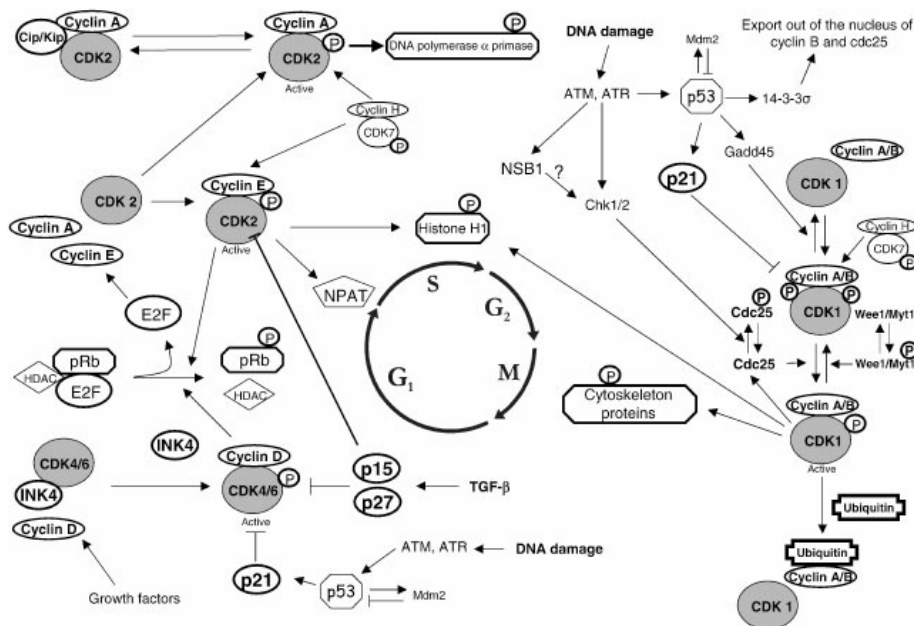 Cyclin A
Cip/Kip
CDK2
Cyclin A
P
CDK2
Active
P
DNA polymerase α primase
Cyclin H
CDK7
P
DNA damage
ATM, ATR
NSB1 ?
Chk1/2
Mdm2
p53
14-3-3σ
Export out of the nucleus of
cyclin B and cdc25
Gadd45
p21
Cyclin A/B
CDK 1
Cyclin H
CDK7
P
CDK 2
Cyclin A
Cyclin E
Cyclin E
P
CDK2
Active
P
Histone H1
NPAT
E2F
pRb
HDAC
E2F
P
pRb
HDAC
S
G2
M
G1
Cyclin A/B
P
P
CDK1
P
Cdc25
Cdc25
Wee1/Myt1
P
Wee1/Myt1
P
Cytoskeleton
proteins
Cyclin A/B
P
CDK1
Active
INK4
CDK4/6
INK4
Cyclin D
Growth factors
Cyclin D
P
CDK4/6
Active
p15
p27
TGF-β
p21
p53
ATM, ATR
DNA damage
Mdm2
Ubiquitin
Ubiquitin
Cyclin A/B
CDK 1